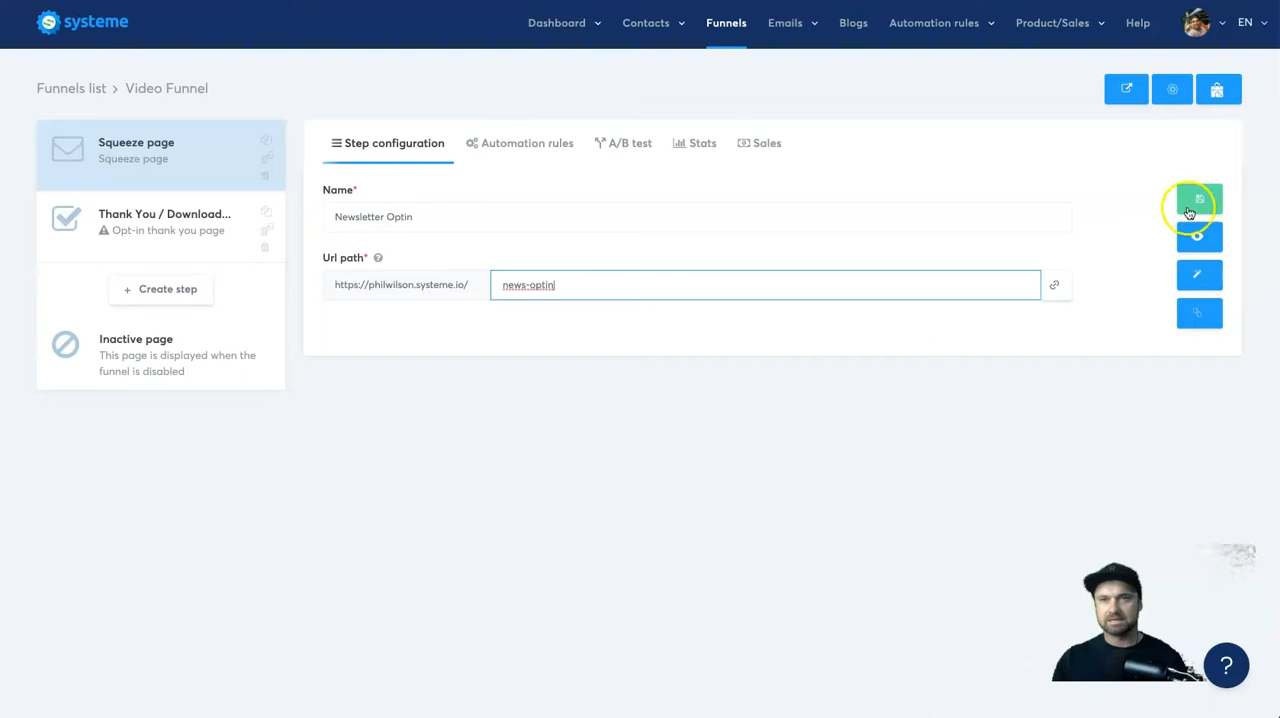 systeme
Dashboard Contacts Funnels Emails Blogs Automation rules Product/Sales Help EN
Funnels list > Video Funnel
Squeeze page
Squeeze page
Thank You / Download...
Opt-in thank you page
+ Create step
Inactive page
This page is displayed when the
funnel is disabled
Step configuration Automation rules A/B test Stats Sales
Name*
Newsletter Optin
Url path* ?
https://philwilson.systeme.io/ news-optin
?